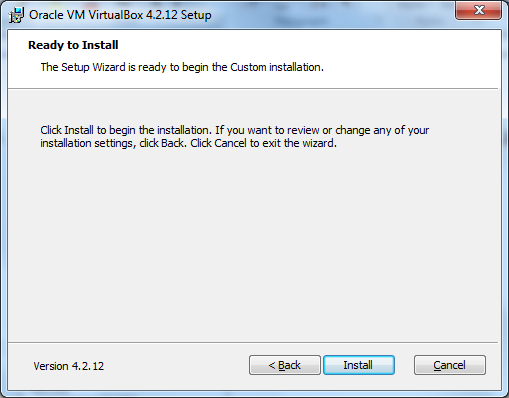 Oracle VM VirtualBox 4.2.12 Setup
Ready to Install
The Setup Wizard is ready to begin the Custom installation.
Click Install to begin the installation. If you want to review or change any of your
installation settings, click Back. Click Cancel to exit the wizard.
Version 4.2.12
< Back
Install
Cancel